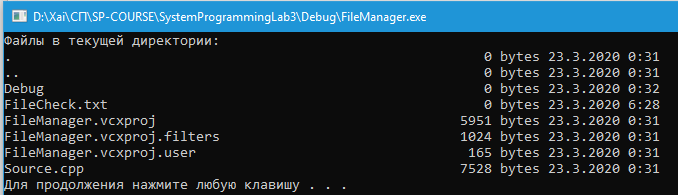 D:\Xai\СП\SP-COURSE\SystemProgrammingLab3\Debug\FileManager.exe
Файлы в текущей директории:
. 0 bytes 23.3.2020 0:31
.. 0 bytes 23.3.2020 0:31
Debug 0 bytes 23.3.2020 0:32
FileCheck.txt 0 bytes 23.3.2020 6:28
FileManager.vcxproj 5951 bytes 23.3.2020 0:31
FileManager.vcxproj.filters 1024 bytes 23.3.2020 0:31
FileManager.vcxproj.user 165 bytes 23.3.2020 0:31
Source.cpp 7528 bytes 23.3.2020 0:31
Для продолжения нажмите любую клавишу . . .